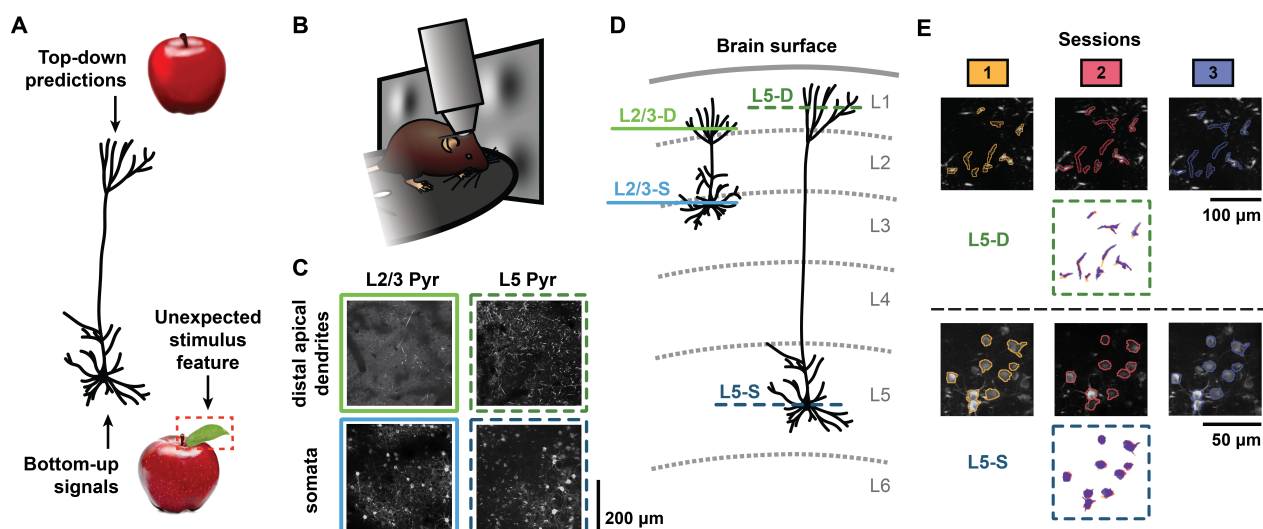 A
Top-down
predictions
Unexpected
stimulus
feature
Bottom-up
signals
B
C
L2/3 Pyr
L5 Pyr
distal apical
dendrites
somata
200 μm
D
Brain surface
L5-D
L2/3-D
L2/3-S
L5-S
L1
L2
L3
L4
L5
L6
E
Sessions
1
2
3
100 μm
L5-D
50 μm
L5-S